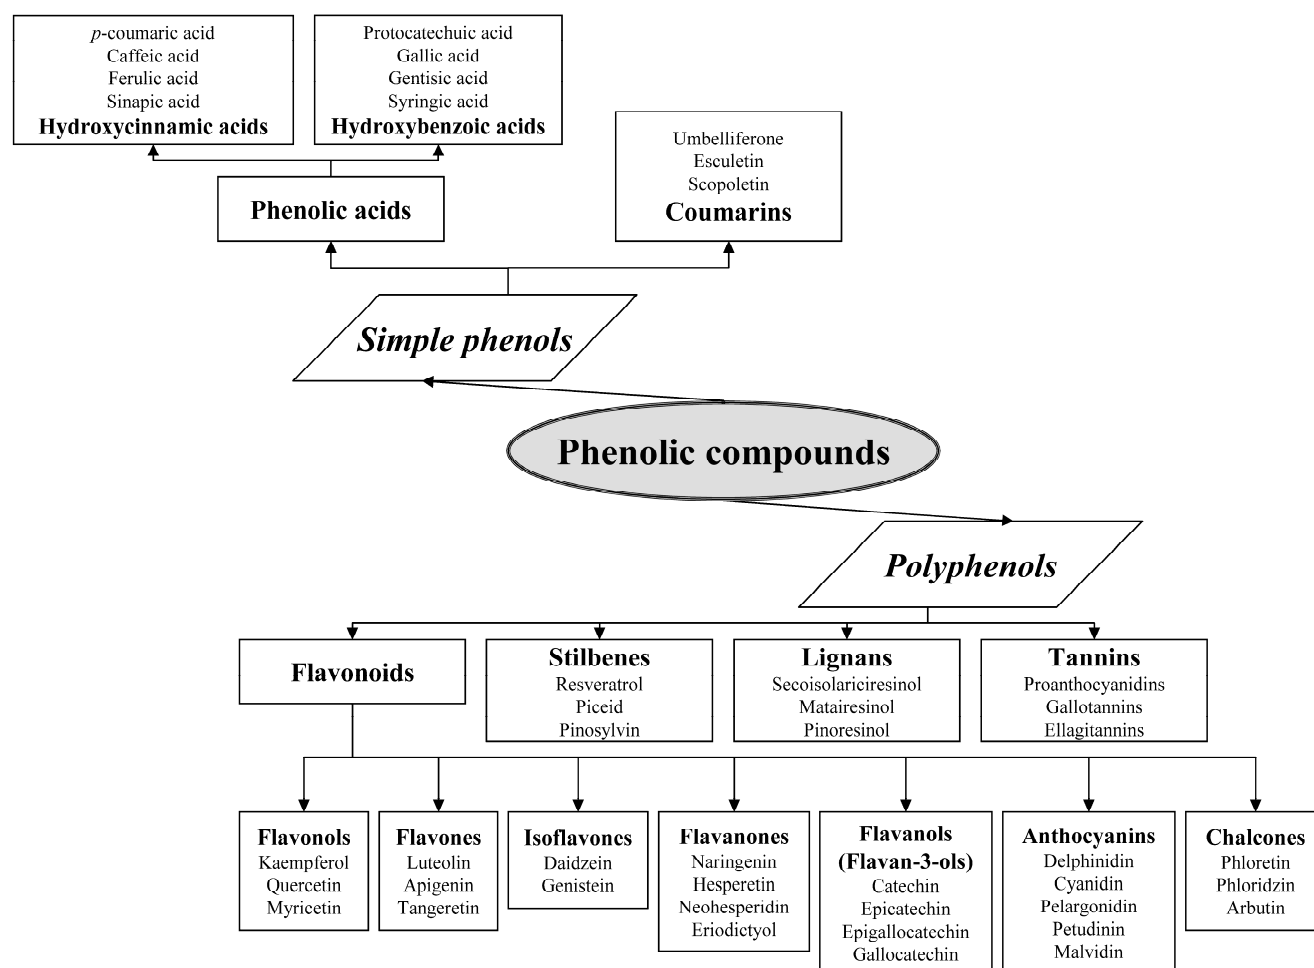 p-coumaric acid
Caffeic acid
Ferulic acid
Sinapic acid
Hydroxycinnamic acids
Protocatechuic acid
Gallic acid
Gentisic acid
Syringic acid
Hydroxybenzoic acids
Umbelliferone
Esculetin
Scopoletin
Coumarins
Phenolic acids
Simple phenols
Phenolic compounds
Polyphenols
Flavonoids
Stilbenes
Resveratrol
Piceid
Pinosylvin
Lignans
Secoisolariciresinol
Matairesinol
Pinoresinol
Tannins
Proanthocyanidins
Gallotannins
Ellagitannins
Flavonols
Kaempferol
Quercetin
Myricetin
Flavones
Luteolin
Apigenin
Tangeretin
Isoflavones
Daidzein
Genistein
Flavanones
Naringenin
Hesperetin
Neohesperidin
Eriodictyol
Flavanols
(Flavan-3-ols)
Catechin
Epicatechin
Epigallocatechin
Gallocatechin
Anthocyanins
Delphinidin
Cyanidin
Pelargonidin
Petudinin
Malvidin
Chalcones
Phloretin
Phloridzin
Arbutin